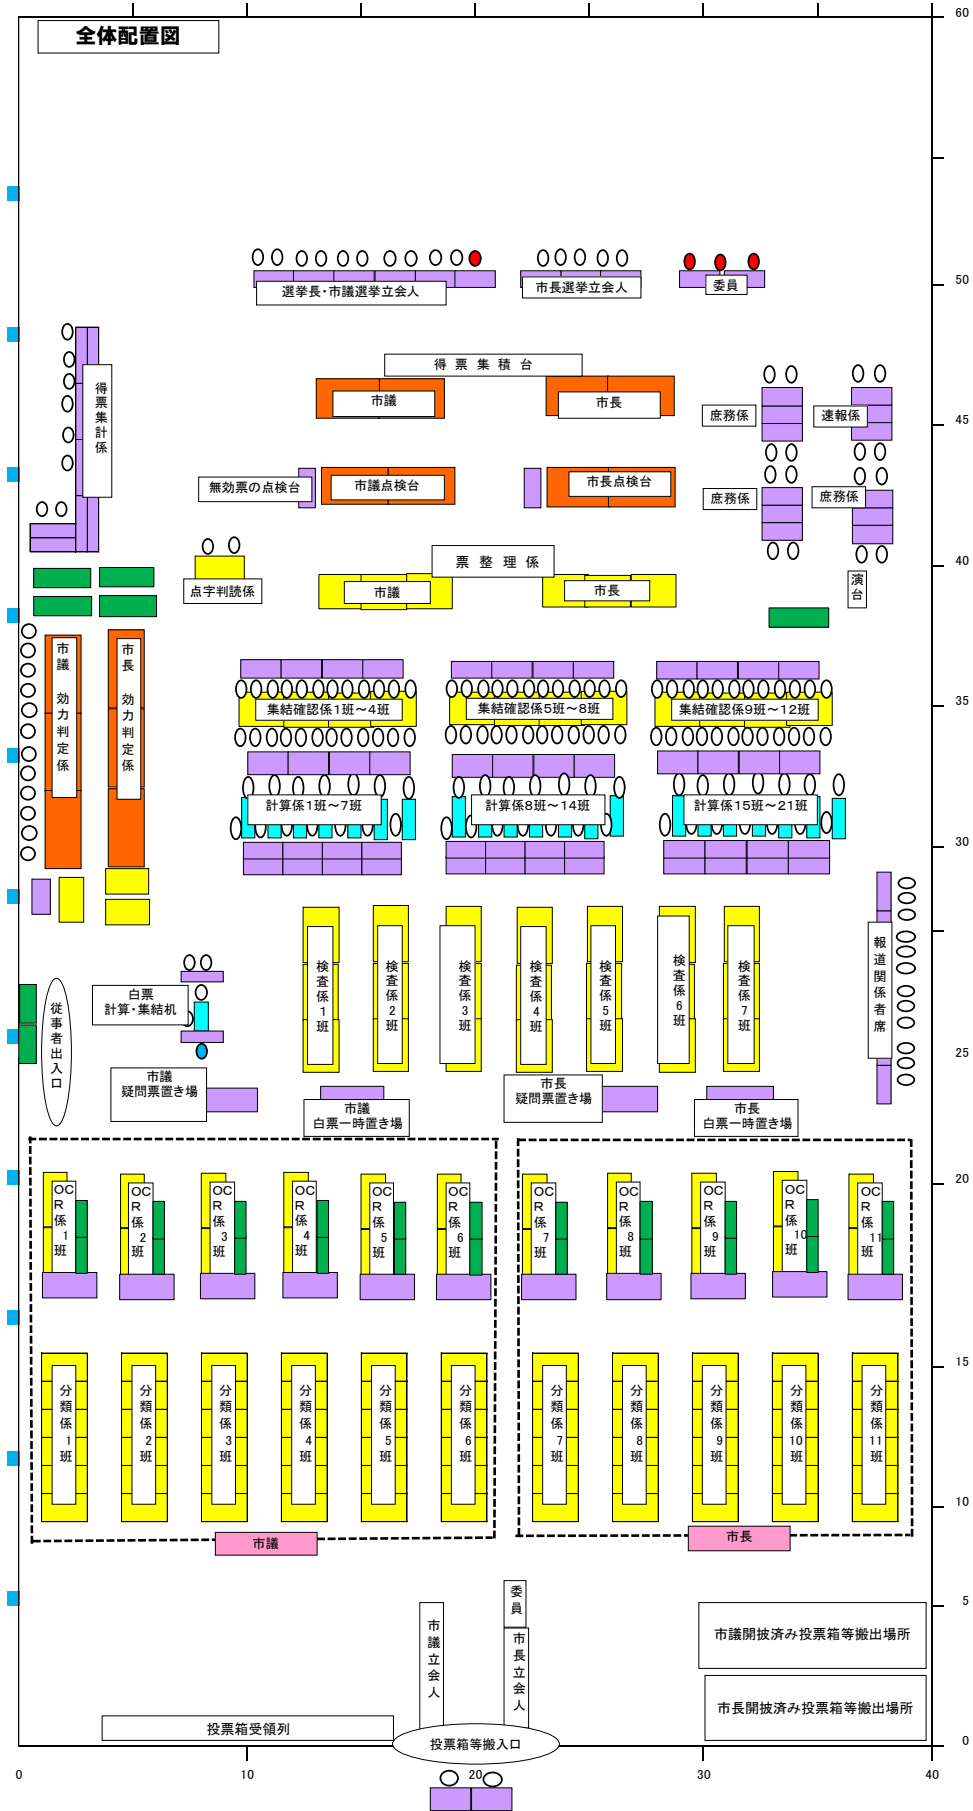 全体配置図
60
選挙長・市議選挙立会人
市長選挙立会人
委員
50
得票集計係
得票集積台
市議
市長
庶務係
速報係
45
無効票の点検台
市議点検台
市長点検台
庶務係
庶務係
点字判読係
票整理係
40
市議
市長
演台
市議 効力判定係
市長 効力判定係
集結確認係1班～4班
集結確認係5班～8班
集結確認係9班～12班
35
計算係1班～7班
計算係8班～14班
計算係15班～21班
30
検査係1班
検査係2班
検査係3班
検査係4班
検査係5班
検査係6班
検査係7班
報道関係者席
従事者出入口
白票
計算・集結机
25
市議
疑問票置き場
市議
白票一時置き場
市長
疑問票置き場
市長
白票一時置き場
20
OCR係1班
OCR係2班
OCR係3班
OCR係4班
OCR係5班
OCR係6班
OCR係7班
OCR係8班
OCR係9班
OCR係10班
OCR係11班
15
分類係1班
分類係2班
分類係3班
分類係4班
分類係5班
分類係6班
分類係7班
分類係8班
分類係9班
分類係10班
分類係11班
10
市議
市長
5
市議立会人
委員
市長立会人
市議開披済み投票箱等搬出場所
市長開披済み投票箱等搬出場所
投票箱受領列
投票箱等搬入口
0
0
10
20
30
40